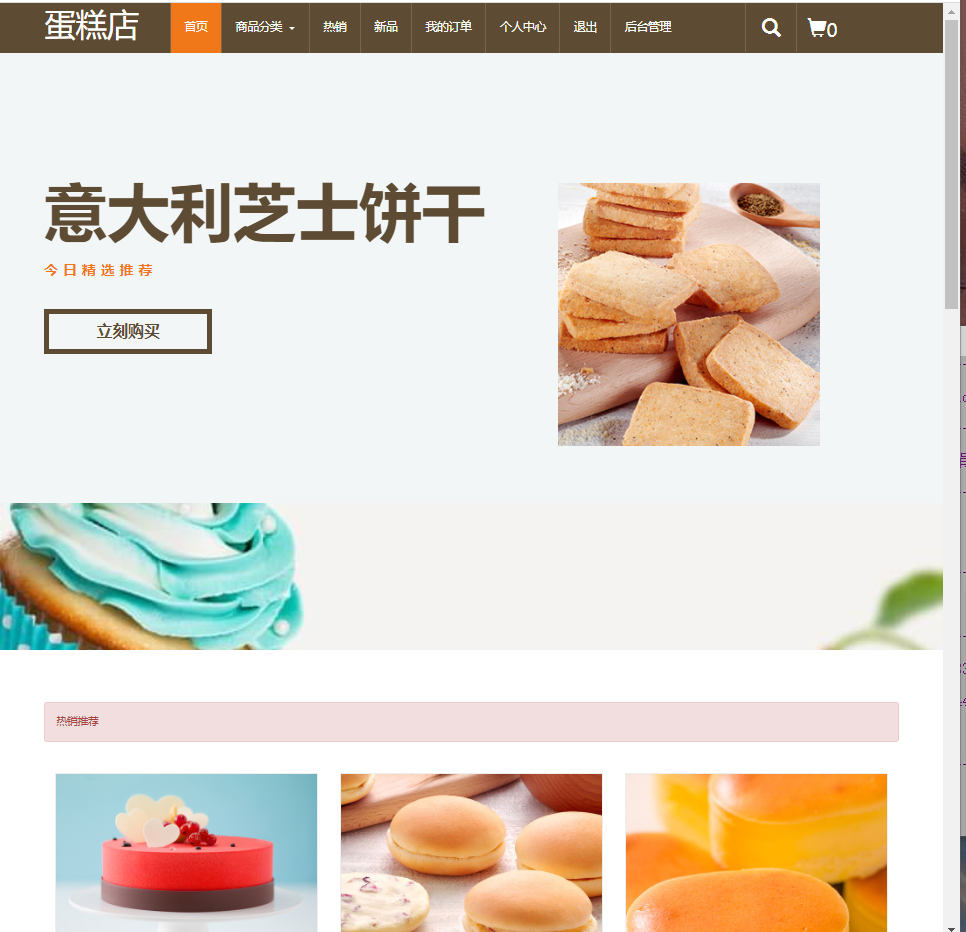 蛋糕店 首页 商品分类 热销 新品 我的订单 个人中心 退出 后台管理 0
意大利芝士饼干
今日精选推荐
立刻购买
热销推荐